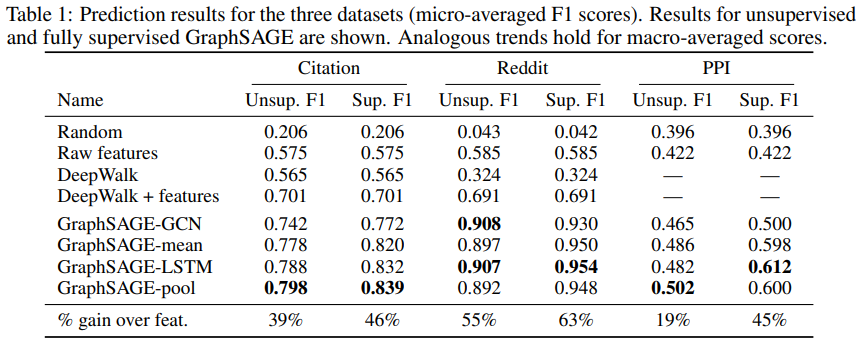 Table 1: Prediction results for the three datasets (micro-averaged F1 scores). Results for unsupervised
and fully supervised GraphSAGE are shown. Analogous trends hold for macro-averaged scores.
Citation Reddit PPI
Name Unsup. F1 Sup. F1 Unsup. F1 Sup. F1 Unsup. F1 Sup. F1
Random 0.206 0.206 0.043 0.042 0.396 0.396
Raw features 0.575 0.575 0.585 0.585 0.422 0.422
DeepWalk 0.565 0.565 0.324 0.324 — —
DeepWalk + features 0.701 0.701 0.691 0.691 — —
GraphSAGE-GCN 0.742 0.772 0.908 0.930 0.465 0.500
GraphSAGE-mean 0.778 0.820 0.897 0.950 0.486 0.598
GraphSAGE-LSTM 0.788 0.832 0.907 0.954 0.482 0.612
GraphSAGE-pool 0.798 0.839 0.892 0.948 0.502 0.600
% gain over feat. 39% 46% 55% 63% 19% 45%